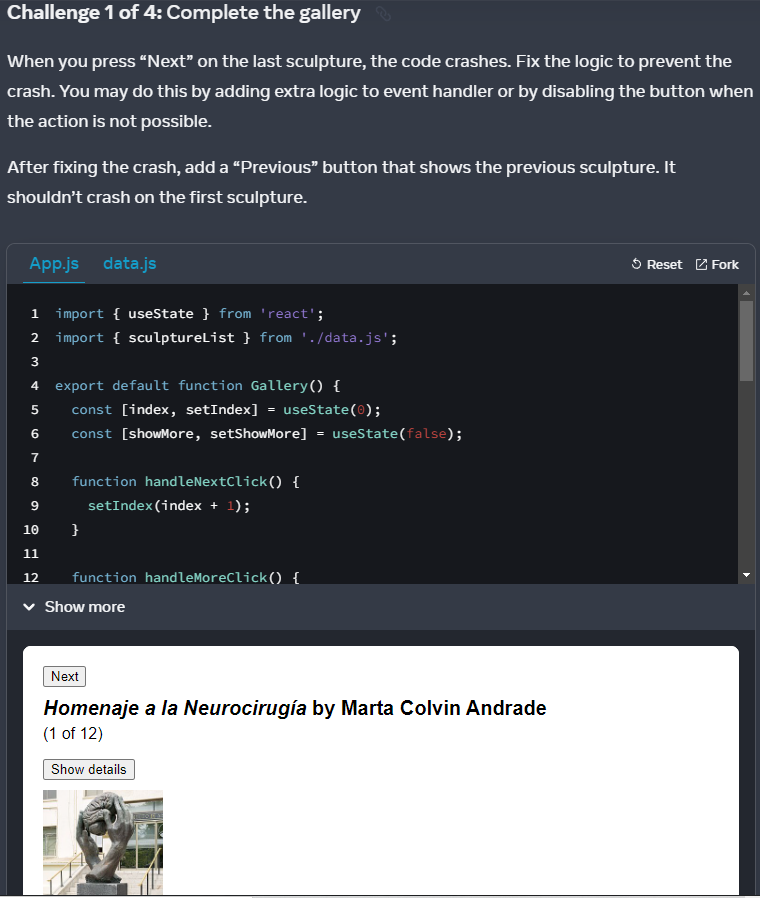 Challenge 1 of 4: Complete the gallery
When you press “Next” on the last sculpture, the code crashes. Fix the logic to prevent the
crash. You may do this by adding extra logic to event handler or by disabling the button when
the action is not possible.
After fixing the crash, add a “Previous” button that shows the previous sculpture. It
shouldn’t crash on the first sculpture.
App.js data.js Reset Fork
1 import { useState } from 'react';
2 import { sculptureList } from './data.js';
3
4 export default function Gallery() {
5 const [index, setIndex] = useState(0);
6 const [showMore, setShowMore] = useState(false);
7
8 function handleNextClick() {
9 setIndex(index + 1);
10 }
11
12 function handleMoreClick() {
Show more
Next
Homenaje a la Neurocirugía by Marta Colvin Andrade
(1 of 12)
Show details